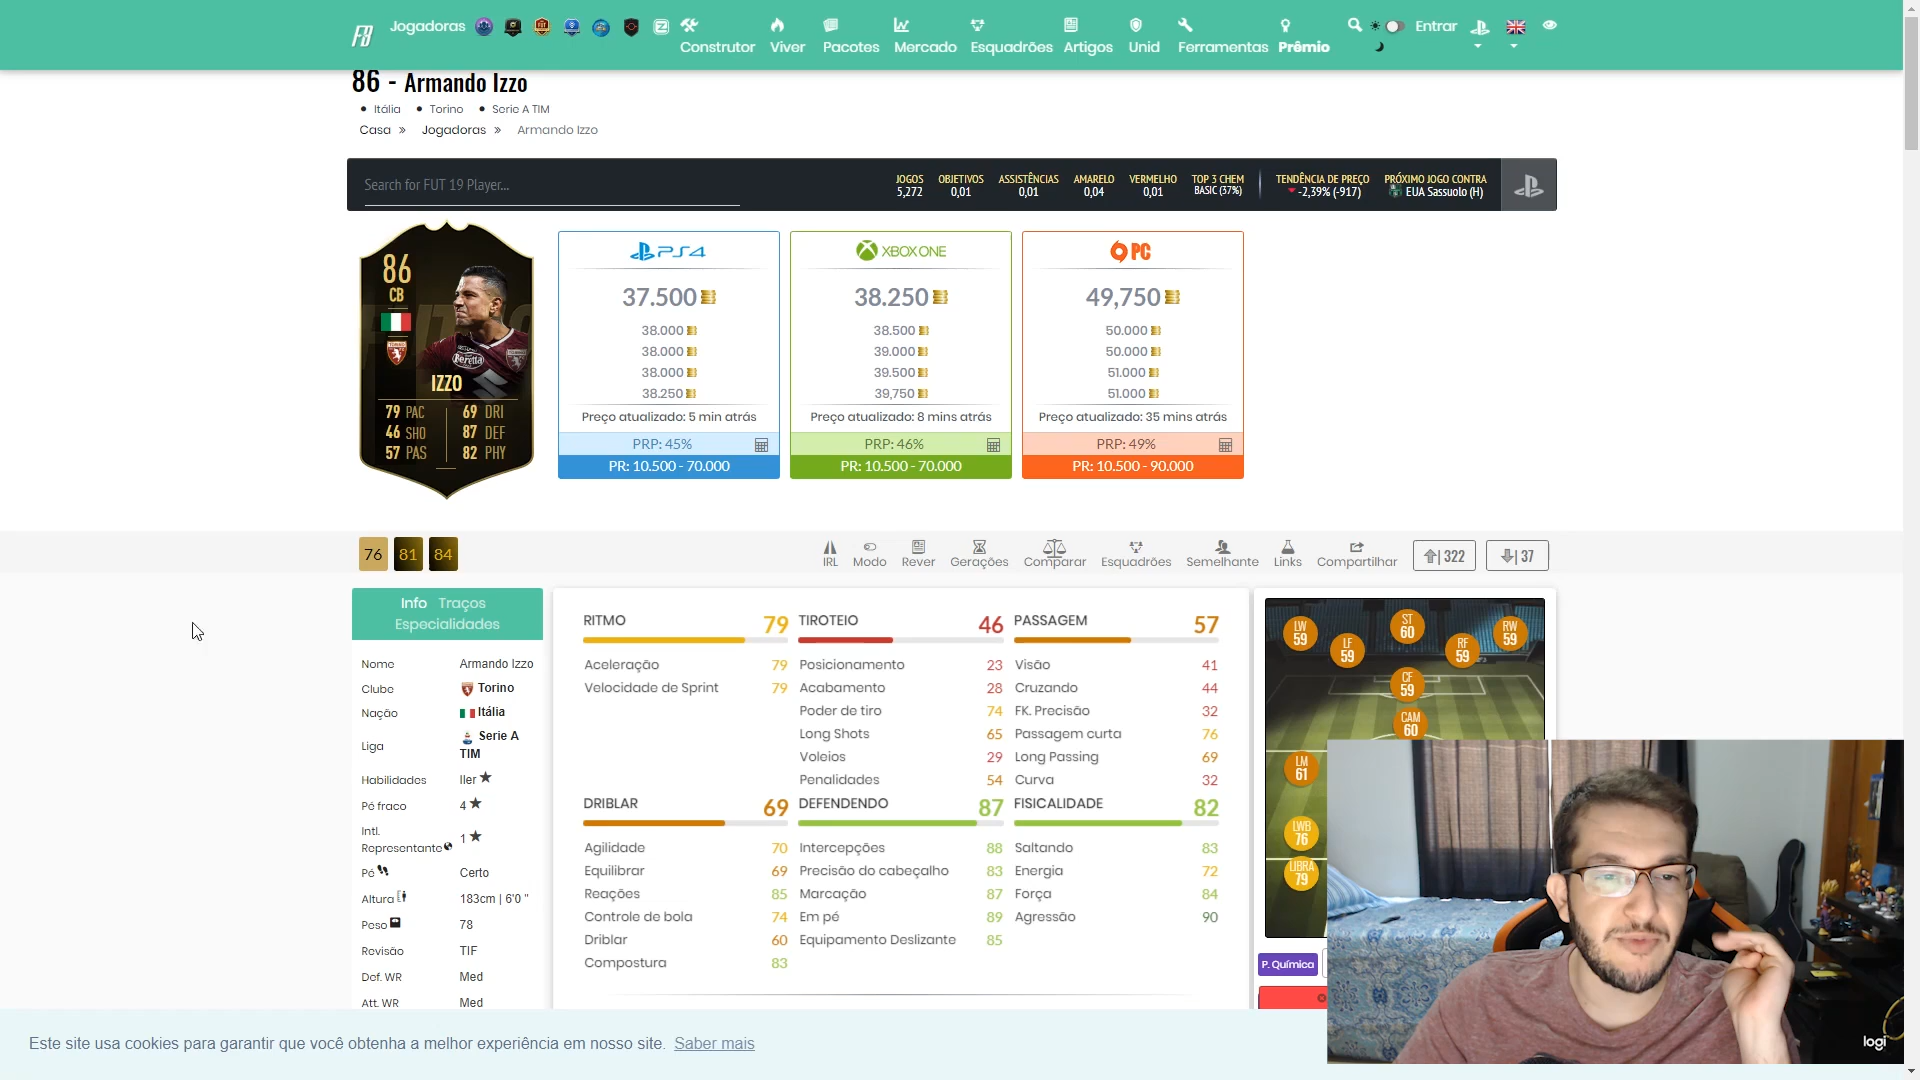 FB Jogadoras Construtor Viver Pacotes Mercado Esquadrões Artigos Unid Ferramentas Prêmio Entrar
86 - Armando Izzo
• Itália • Torino • Serie A TIM
Casa » Jogadoras » Armando Izzo
Search for FUT 19 Player...
JOGOS OBJETIVOS ASSISTÊNCIAS AMARELO VERMELHO TOP 3 CHEM TENDÊNCIA DE PREÇO PRÓXIMO JOGO CONTRA
5,272 0,01 0,01 0,04 0,01 BASIC (37%) -2,39% (-917) EUA Sassuolo (H)
86
CB
IZZO
79 PAC 69 DRI
46 SHO 87 DEF
57 PAS 82 PHY
PS4
37.500
38.000
38.000
38.000
38.250
Preço atualizado: 5 min atrás
PRP: 45%
PR: 10.500 - 70.000
XBOX ONE
38.250
38.500
39.000
39.500
39,750
Preço atualizado: 8 mins atrás
PRP: 46%
PR: 10.500 - 70.000
PC
49,750
50.000
50.000
51.000
51.000
Preço atualizado: 35 mins atrás
PRP: 49%
PR: 10.500 - 90.000
76 81 84
IRL Modo Rever Gerações Comparar Esquadrões Semelhante Links Compartilhar | 322 | 37
Info Traços
Especialidades
Nome Armando Izzo
Clube Torino
Nação Itália
Liga Serie A TIM
Habilidades Iler ★
Pé fraco 4 ★
Intl. Representante 1 ★
Pé Certo
Altura 183cm | 6'0 "
Peso 78
Revisão TIF
Def. WR Med
Att. WR Med
RITMO 79
Aceleração 79
Velocidade de Sprint 79
TIROTEIO 46
Posicionamento 23
Acabamento 28
Poder de tiro 74
Long Shots 65
Voleios 29
Penalidades 54
PASSAGEM 57
Visão 41
Cruzando 44
FK. Precisão 32
Passagem curta 76
Long Passing 69
Curva 32
DRIBLAR 69
Agilidade 70
Equilibrar 69
Reações 85
Controle de bola 74
Driblar 60
Compostura 83
DEFENDENDO 87
Intercepções 88
Precisão do cabeçalho 83
Marcação 87
Em pé 89
Equipamento Deslizante 85
FISICALIDADE 82
Saltando 83
Energia 72
Força 84
Agressão 90
LW 59
LF 59
ST 60
RF 59
RW 59
CF 59
CAM 60
LM 61
LWB 76
LIBRA 79
P. Química
Este site usa cookies para garantir que você obtenha a melhor experiência em nosso site. Saber mais
logi